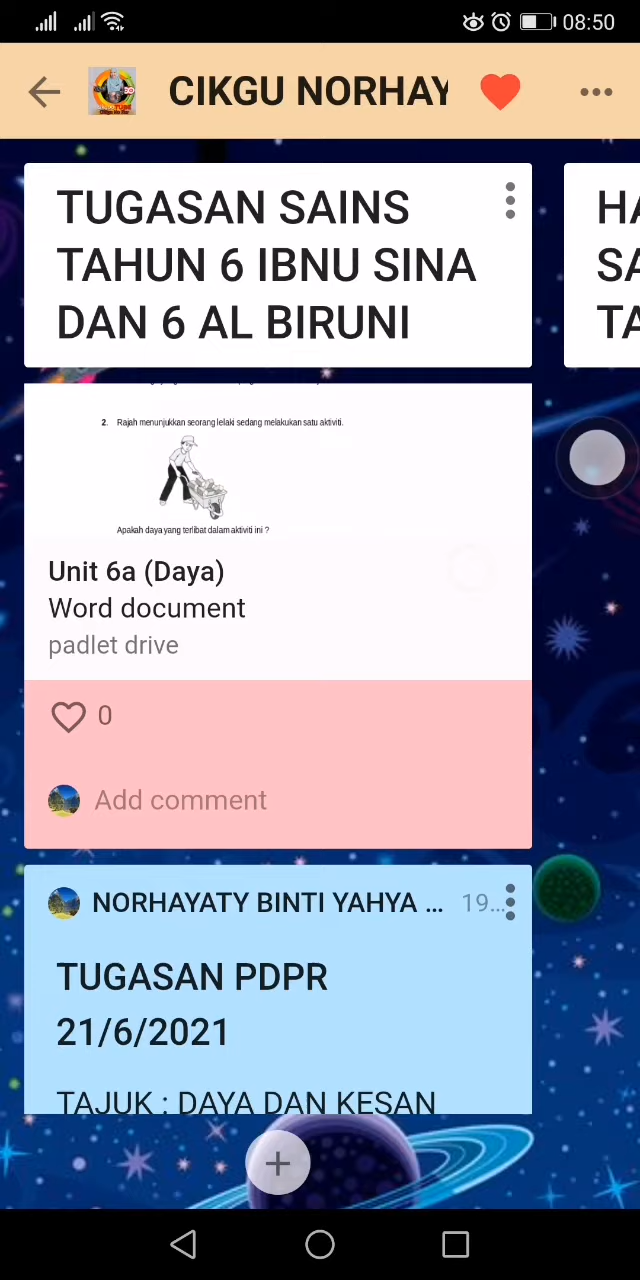 08:50
CIKGU NORHAY
TUGASAN SAINS
TAHUN 6 IBNU SINA
DAN 6 AL BIRUNI
HA
SA
TA
2. Rajah menunjukkan seorang lelaki sedang melakukan satu aktiviti.
Apakah daya yang terlibat dalam aktiviti ini ?
Unit 6a (Daya)
Word document
padlet drive
0
Add comment
NORHAYATY BINTI YAHYA ... 19...
TUGASAN PDPR
21/6/2021
TAJUK : DAYA DAN KESAN